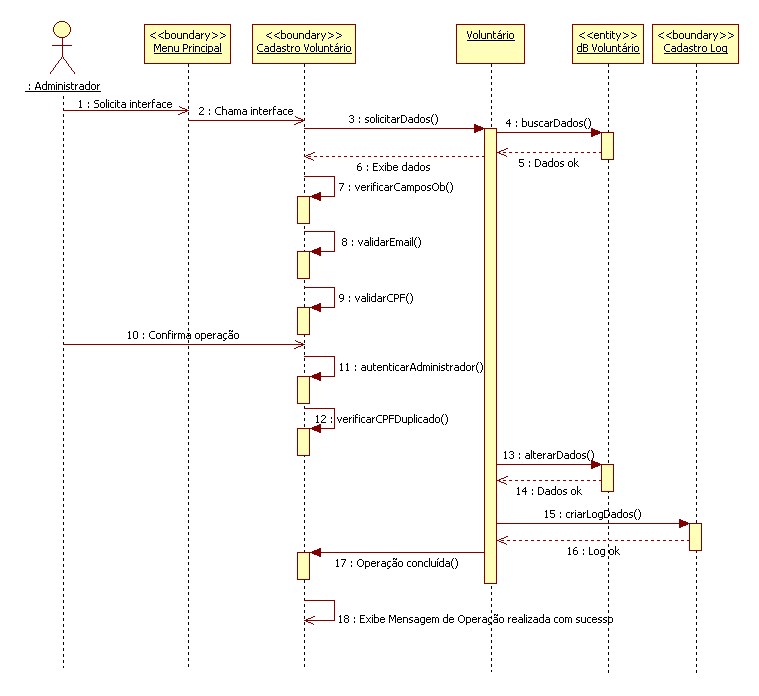 <<boundary>>
Menu Principal
<<boundary>>
Cadastro Voluntário
Voluntário
<<entity>>
dB Voluntário
<<boundary>>
Cadastro Log
: Administrador
1 : Solicita interface
2 : Chama interface
3 : solicitarDados()
4 : buscarDados()
5 : Dados ok
6 : Exibe dados
7 : verificarCamposOb()
8 : validarEmail()
9 : validarCPF()
10 : Confirma operação
11 : autenticarAdministrador()
12 : verificarCPFDuplicado()
13 : alterarDados()
14 : Dados ok
15 : criarLogDados()
16 : Log ok
17 : Operação concluída()
18 : Exibe Mensagem de Operação realizada com sucesso